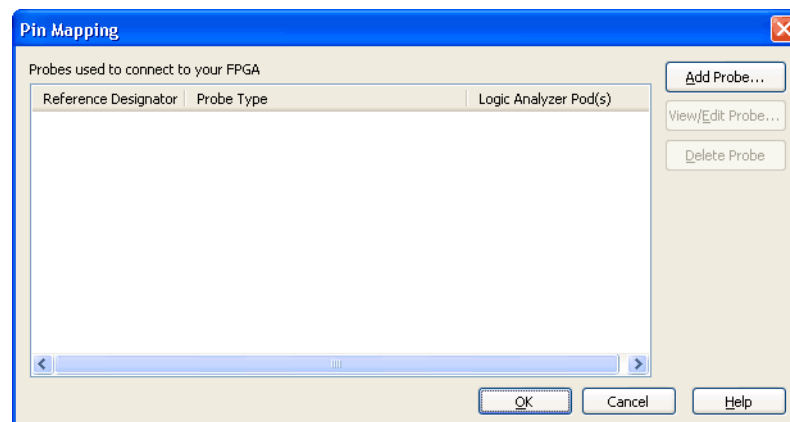 Pin Mapping
Probes used to connect to your FPGA
Reference Designator Probe Type Logic Analyzer Pod(s)
Add Probe...
View/Edit Probe...
Delete Probe
OK Cancel Help